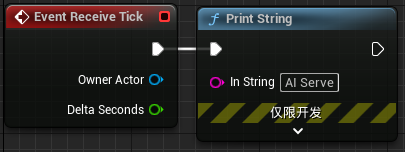 Event Receive Tick
Print String
Owner Actor
In String AI Serve
Delta Seconds
仅限开发